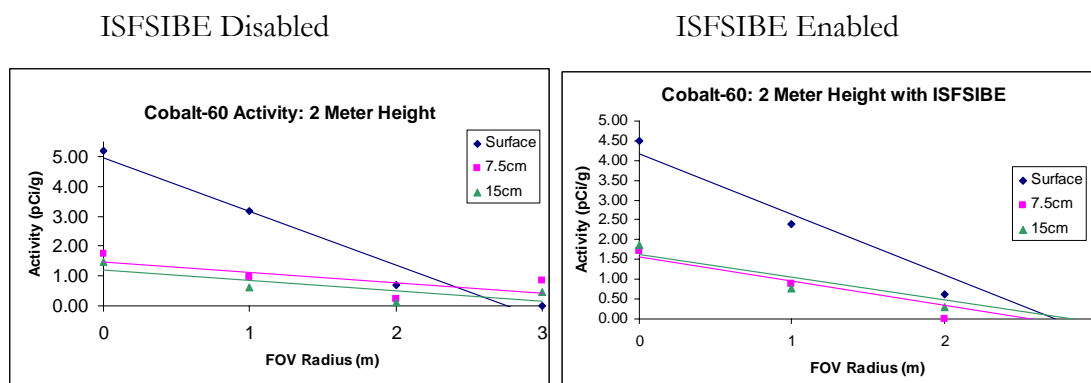 ISFSIBE Disabled
ISFSIBE Enabled
Cobalt-60 Activity: 2 Meter Height
Surface
7.5cm
15cm
Activity (pCi/g)
5.00
4.00
3.00
2.00
1.00
0.00
0 1 2 3
FOV Radius (m)
Cobalt-60: 2 Meter Height with ISFSIBE
Surface
7.5cm
15cm
Activity (pCi/g)
5.00
4.50
4.00
3.50
3.00
2.50
2.00
1.50
1.00
0.50
0.00
0 1 2
FOV Radius (m)